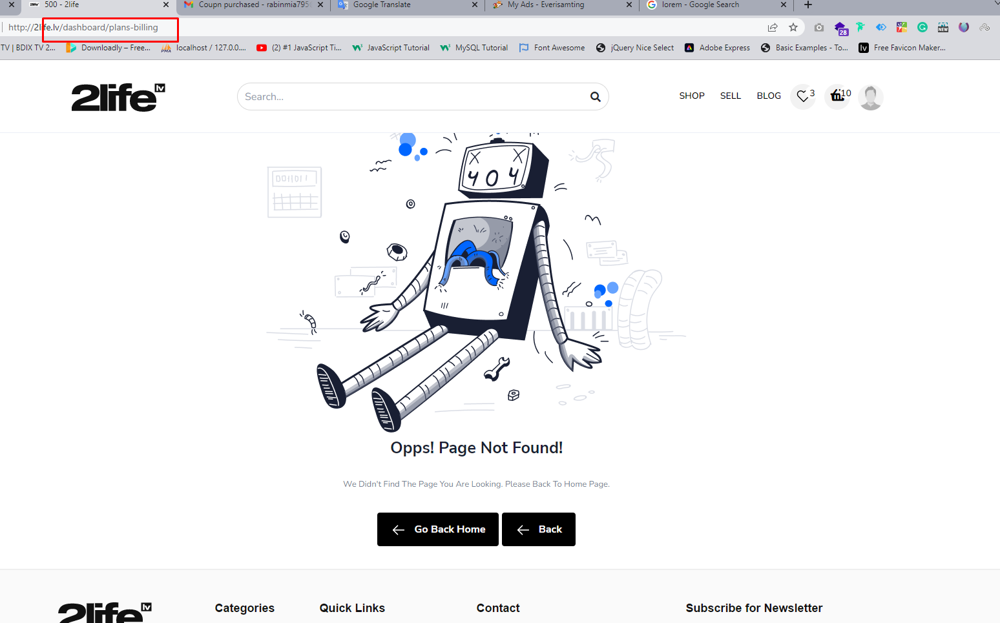 500 - 2life
Coupn purchased - rabinmia795
Google Translate
My Ads - Everisamting
lorem - Google Search
http://2life.lv/dashboard/plans-billing
28
NEW
TV | BDIX TV 2...
Downloadly – Free...
PMA
localhost / 127.0.0....
(2) #1 JavaScript Ti...
JavaScript Tutorial
MySQL Tutorial
Font Awesome
jQuery Nice Select
Adobe Express
Basic Examples - To...
lv
Free Favicon Maker...
2life lv
Search...
SHOP
SELL
BLOG
3
10
404
Opps! Page Not Found!
We Didn't Find The Page You Are Looking. Please Back To Home Page.
Go Back Home
Back
2life lv
Categories
Quick Links
Contact
Subscribe for Newsletter